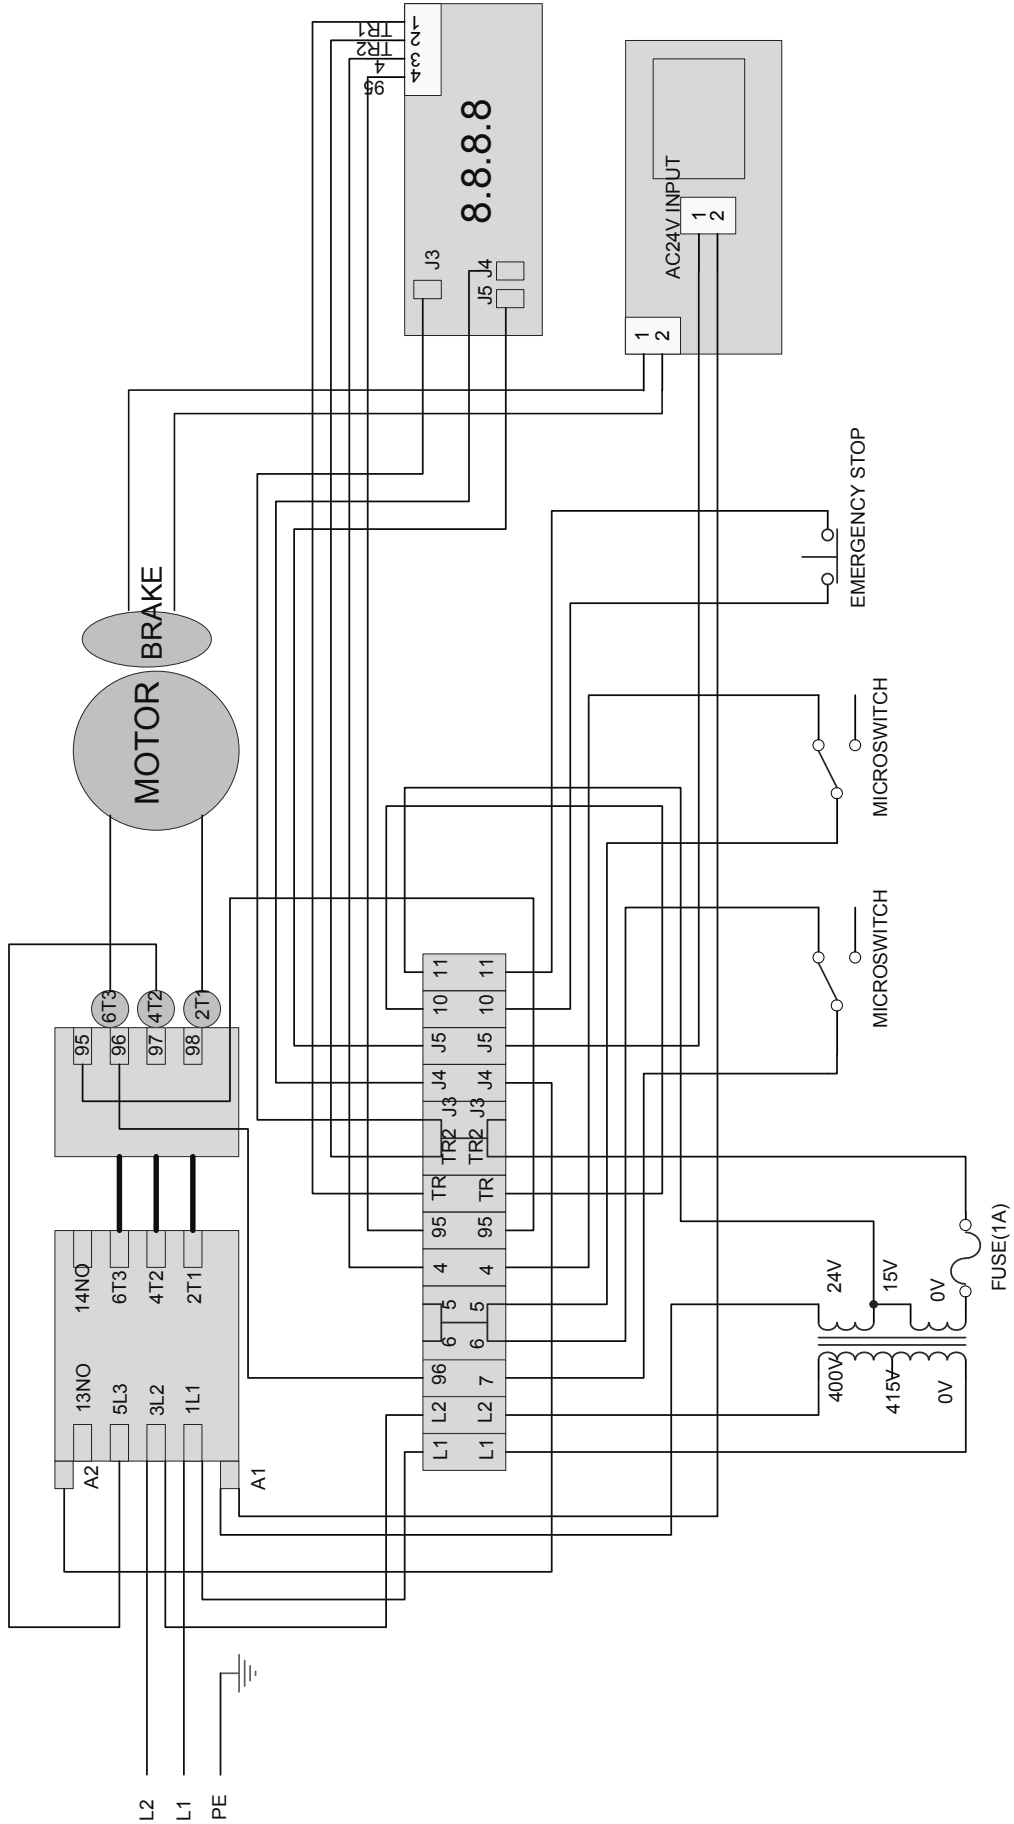 1
2
3
4
TR1
TR2
4
95
8.8.8.8
J3
J4
J5
AC24V INPUT
1
2
1
2
BRAKE
MOTOR
EMERGENCY STOP
MICROSWITCH
MICROSWITCH
6T3
4T2
2T1
95
96
97
98
14NO
6T3
4T2
2T1
13NO
5L3
3L2
1L1
A2
A1
11
10
J5
J4
J3
TR2
TR
95
4
5
6
96
L2
L1
11
10
J5
J4
J3
TR2
TR
95
4
5
6
7
L2
L1
24V
15V
0V
400V
415V
0V
FUSE(1A)
L2
L1
PE